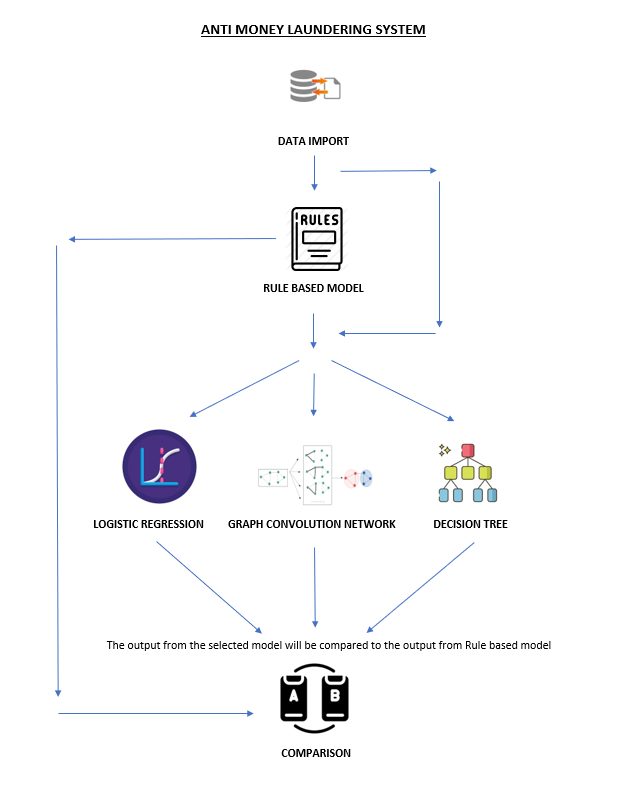 ANTI MONEY LAUNDERING SYSTEM
DATA IMPORT
RULES
RULE BASED MODEL
LOGISTIC REGRESSION
GRAPH CONVOLUTION NETWORK
DECISION TREE
The output from the selected model will be compared to the output from Rule based model
A B
COMPARISON